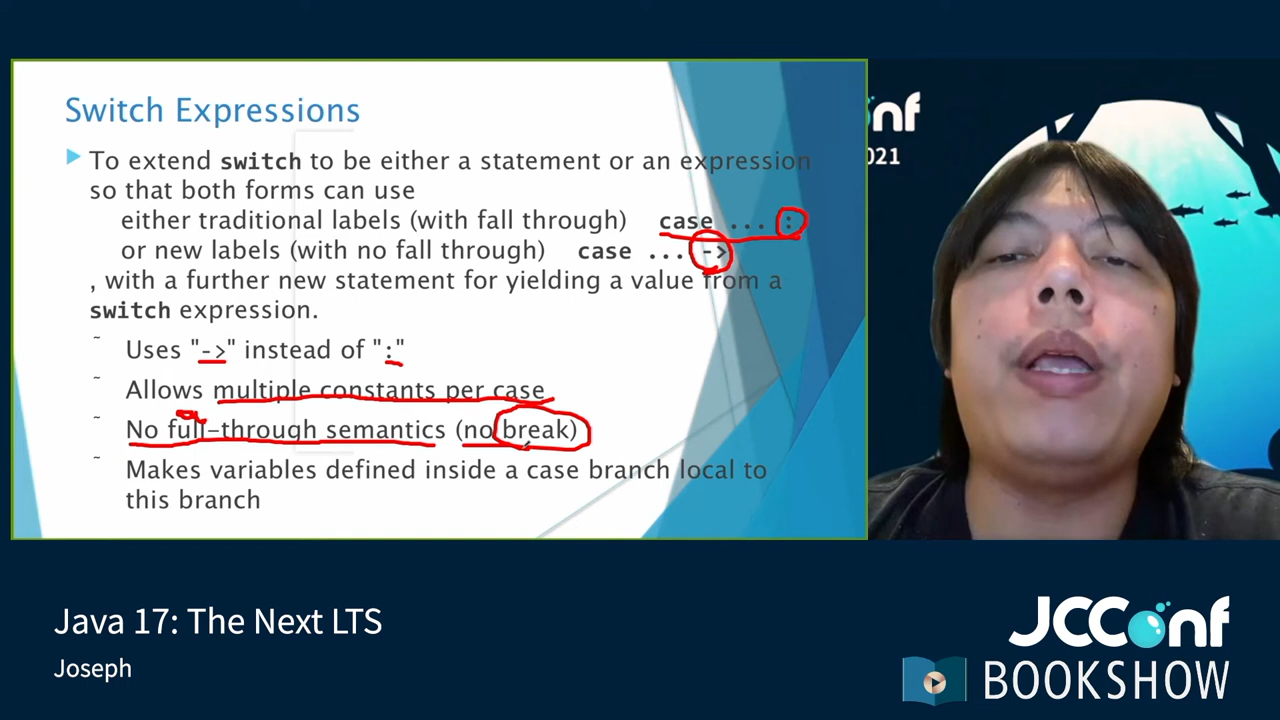 Switch Expressions
To extend switch to be either a statement or an expression
so that both forms can use
either traditional labels (with fall through) case ... :
or new labels (with no fall through) case ... ->
, with a further new statement for yielding a value from a
switch expression.
~ Uses "->" instead of ":"
~ Allows multiple constants per case
~ No full-through semantics (no break)
~ Makes variables defined inside a case branch local to
this branch
onf
2021
Java 17: The Next LTS
Joseph
JCConf
BOOKSHOW